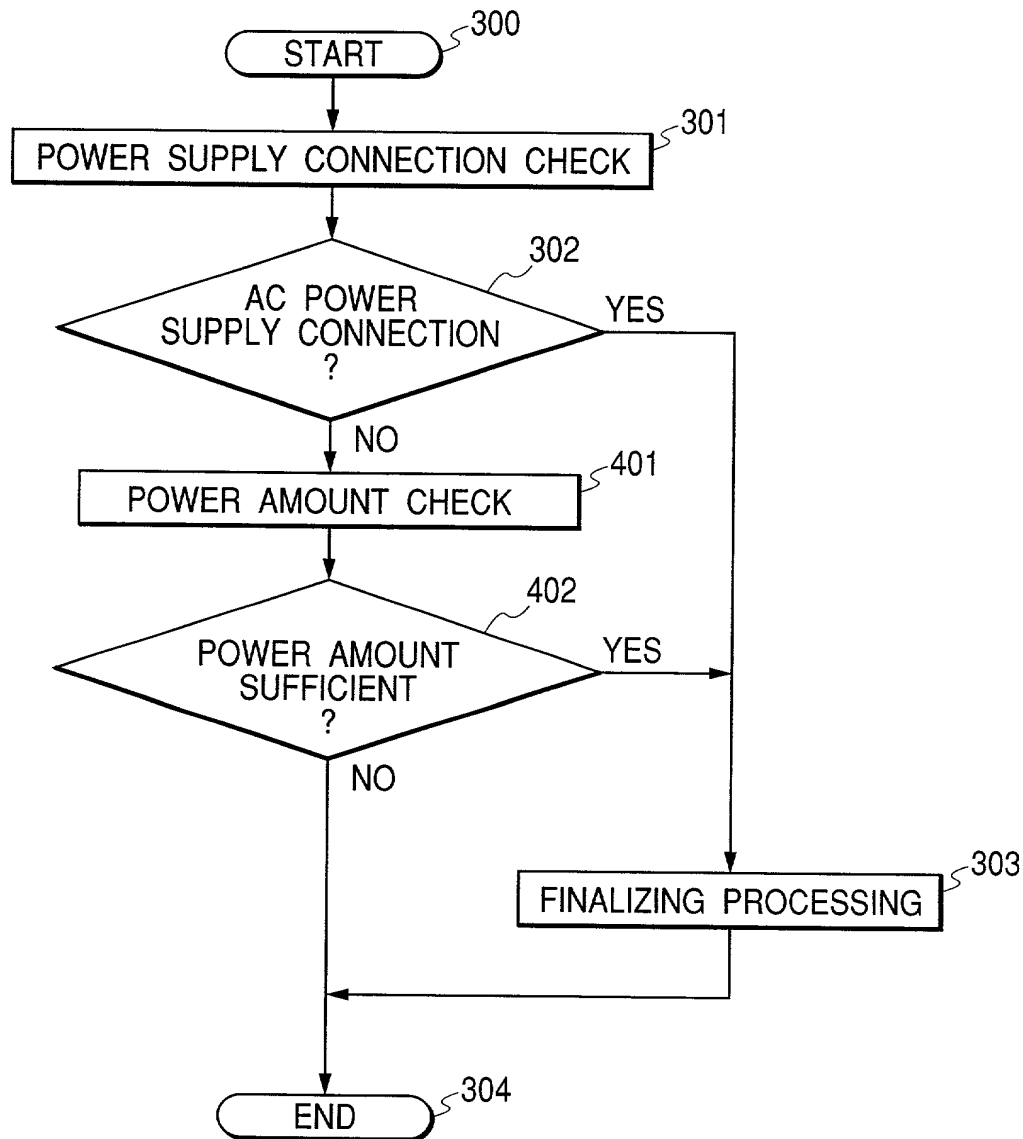 START
300
301
POWER SUPPLY CONNECTION CHECK
302
AC POWER
SUPPLY CONNECTION
?
YES
NO
401
POWER AMOUNT CHECK
402
POWER AMOUNT
SUFFICIENT
?
YES
NO
303
FINALIZING PROCESSING
END
304